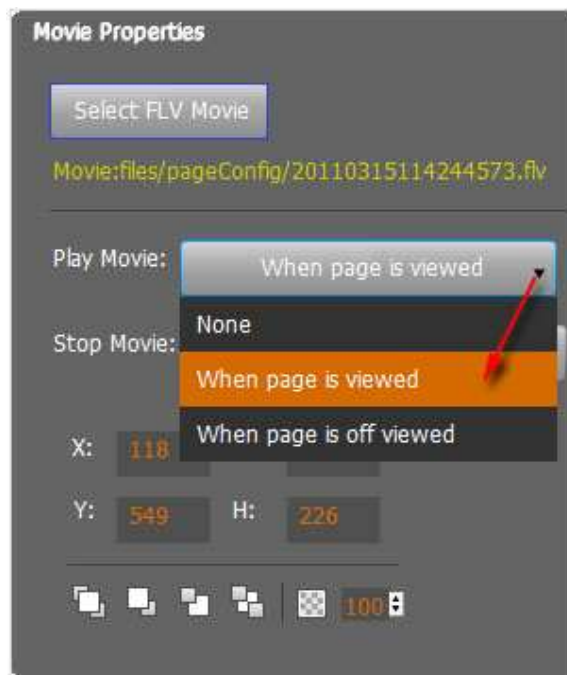 Movie Properties
Select FLV Movie
Movie:files/pageConfig/20110315114244573.flv
Play Movie: When page is viewed
None
Stop Movie:
When page is viewed
When page is off viewed
X: 118
Y: 549 H: 226
100